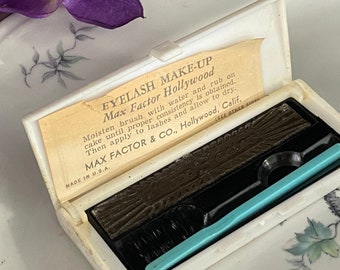 EYELASH MAKE-UP
Max Factor Hollywood
Moisten brush with water and rub on
cake until proper consistency is obtained.
Then apply to lashes and allow to dry.
MAX FACTOR & CO., Hollywood, Calif.
MADE IN U.S.A.